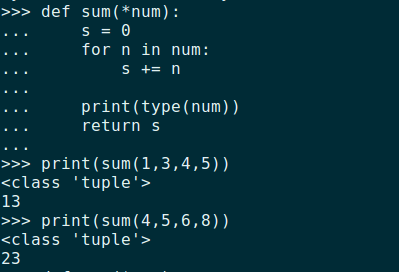 >>> def sum(*num):
...     s = 0
...     for n in num:
...         s += n
...
...     print(type(num))
...     return s
...
>>> print(sum(1,3,4,5))
<class 'tuple'>
13
>>> print(sum(4,5,6,8))
<class 'tuple'>
23